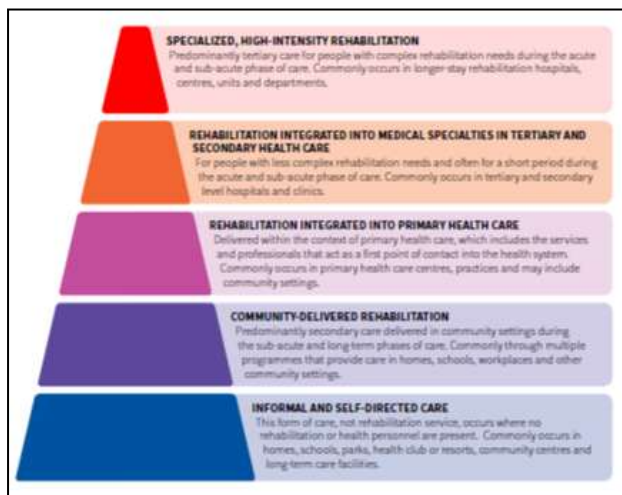 SPECIALIZED, HIGH-INTENSITY REHABILITATION
Predominantly tertiary care for people with complex rehabilitation needs during the acute
and sub-acute phase of care. Commonly occurs in longer-stay rehabilitation hospitals,
centres, units and departments.
REHABILITATION INTEGRATED INTO MEDICAL SPECIALTIES IN TERTIARY AND
SECONDARY HEALTH CARE
For people with less complex rehabilitation needs and often for a short period during
the acute and sub-acute phase of care. Commonly occurs in tertiary and secondary
level hospitals and clinics.
REHABILITATION INTEGRATED INTO PRIMARY HEALTH CARE
Delivered within the context of primary health care, which includes the services
and professionals that act as a first point of contact into the health system.
Commonly occurs in primary health care centres, practices and may include
community settings.
COMMUNITY-DELIVERED REHABILITATION
Predominantly secondary care delivered in community settings during
the sub-acute and long-term phases of care. Commonly through multiple
programmes that provide care in homes, schools, workplaces and other
community settings.
INFORMAL AND SELF-DIRECTED CARE
This form of care, not rehabilitation service, occurs where no
rehabilitation or health personnel are present. Commonly occurs in
homes, schools, parks, health club or resorts, community centres and
long-term care facilities.